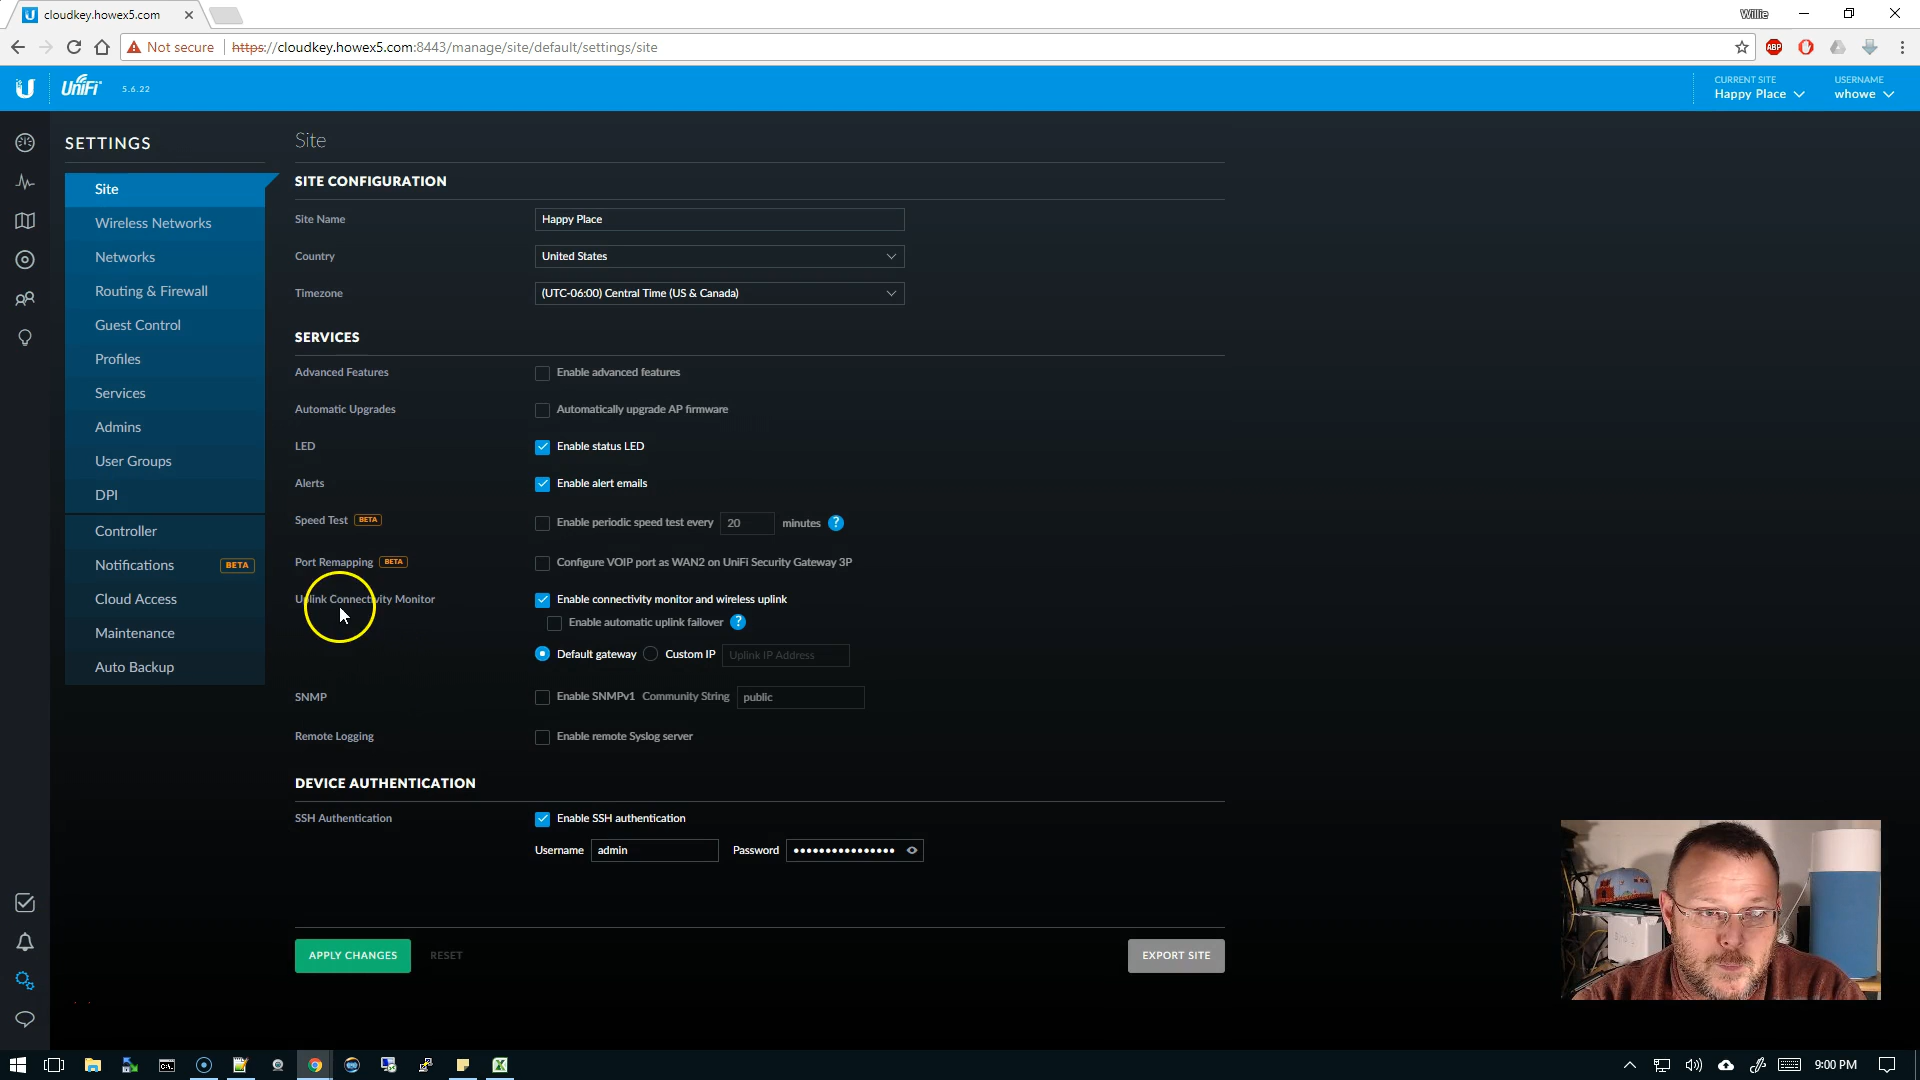 cloudkey.howex5.com
Willie
Not secure https://cloudkey.howex5.com:8443/manage/site/default/settings/site
ABP
UniFi 5.6.22
CURRENT SITE
Happy Place
USERNAME
whowe
SETTINGS
Site
Wireless Networks
Networks
Routing & Firewall
Guest Control
Profiles
Services
Admins
User Groups
DPI
Controller
Notifications BETA
Cloud Access
Maintenance
Auto Backup
Site
SITE CONFIGURATION
Site Name Happy Place
Country United States
Timezone (UTC-06:00) Central Time (US & Canada)
SERVICES
Advanced Features Enable advanced features
Automatic Upgrades Automatically upgrade AP firmware
LED Enable status LED
Alerts Enable alert emails
Speed Test BETA Enable periodic speed test every 20 minutes ?
Port Remapping BETA Configure VOIP port as WAN2 on UniFi Security Gateway 3P
Uplink Connectivity Monitor Enable connectivity monitor and wireless uplink
Enable automatic uplink failover ?
Default gateway Custom IP Uplink IP Address
SNMP Enable SNMPv1 Community String public
Remote Logging Enable remote Syslog server
DEVICE AUTHENTICATION
SSH Authentication Enable SSH authentication
Username admin Password ••••••••••••••••
APPLY CHANGES RESET EXPORT SITE
9:00 PM